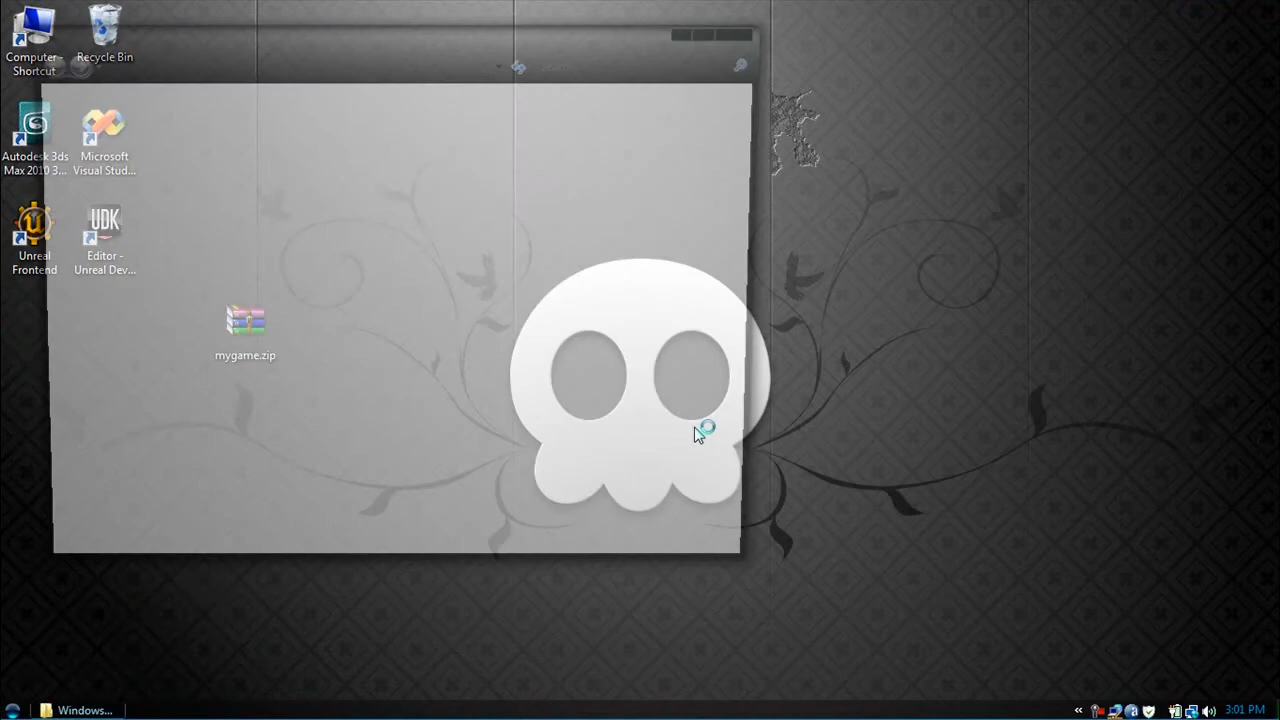 Computer -
Shortcut
Recycle Bin
Autodesk 3ds
Max 2010 3...
Microsoft
Visual Stud...
Unreal
Frontend
UDK
Editor -
Unreal Dev...
mygame.zip
Windows...
«
3:01 PM